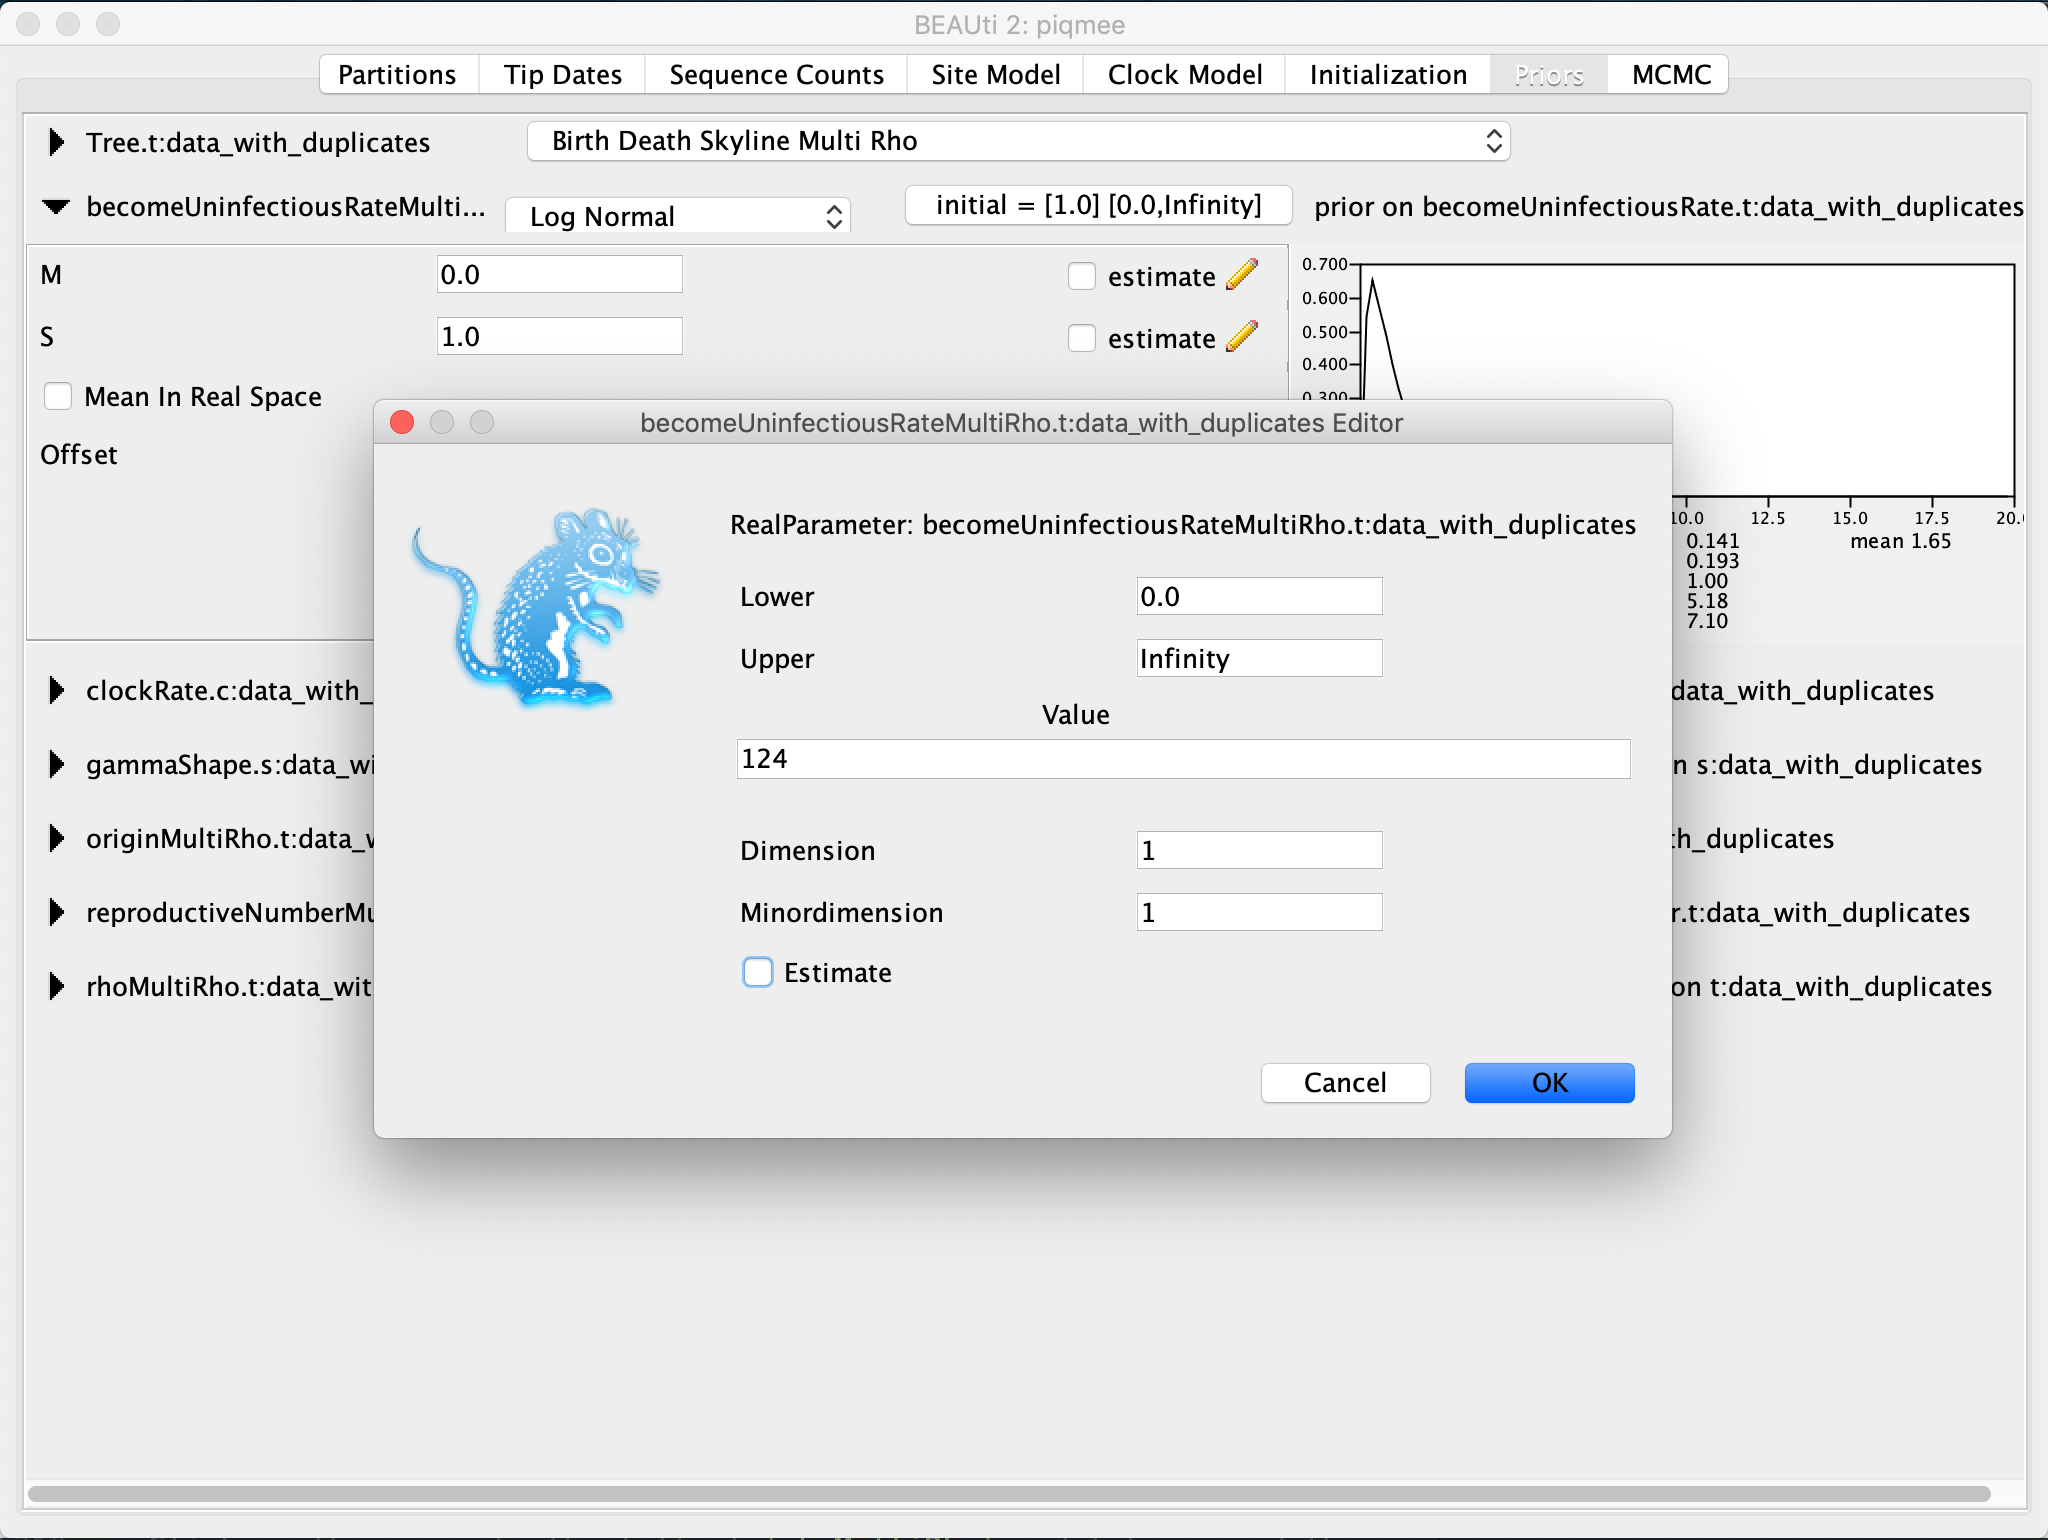 BEAUti 2: piqmee
Partitions Tip Dates Sequence Counts Site Model Clock Model Initialization Priors MCMC
Tree.t:data_with_duplicates Birth Death Skyline Multi Rho
becomeUninfectiousRateMulti... Log Normal initial = [1.0] [0.0,Infinity] prior on becomeUninfectiousRate.t:data_with_duplicates
M 0.0 estimate
S 1.0 estimate
Mean In Real Space
Offset
0.700
0.600
0.500
0.400
0.300
10.0 12.5 15.0 17.5 20.
0.141 mean 1.65
0.193
1.00
5.18
7.10
becomeUninfectiousRateMultiRho.t:data_with_duplicates Editor
RealParameter: becomeUninfectiousRateMultiRho.t:data_with_duplicates
Lower 0.0
Upper Infinity
Value
124
Dimension 1
Minordimension 1
Estimate
Cancel OK
clockRate.c:data_with_ data_with_duplicates
gammaShape.s:data_wi n s:data_with_duplicates
originMultiRho.t:data_w th_duplicates
reproductiveNumberMu r.t:data_with_duplicates
rhoMultiRho.t:data_wit on t:data_with_duplicates